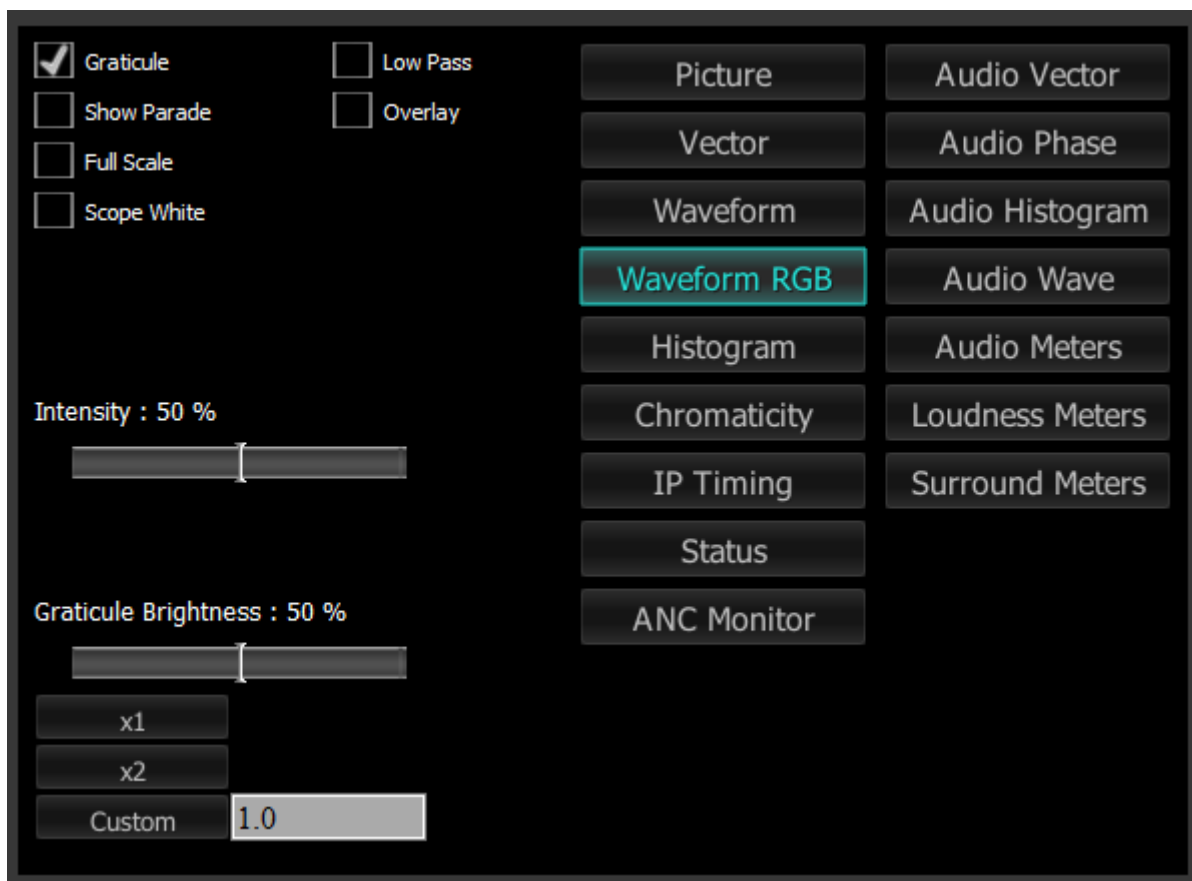 Graticule
Low Pass
Show Parade
Overlay
Full Scale
Scope White
Intensity : 50 %
Graticule Brightness : 50 %
x1
x2
Custom
1.0
Picture
Vector
Waveform
Waveform RGB
Histogram
Chromaticity
IP Timing
Status
ANC Monitor
Audio Vector
Audio Phase
Audio Histogram
Audio Wave
Audio Meters
Loudness Meters
Surround Meters